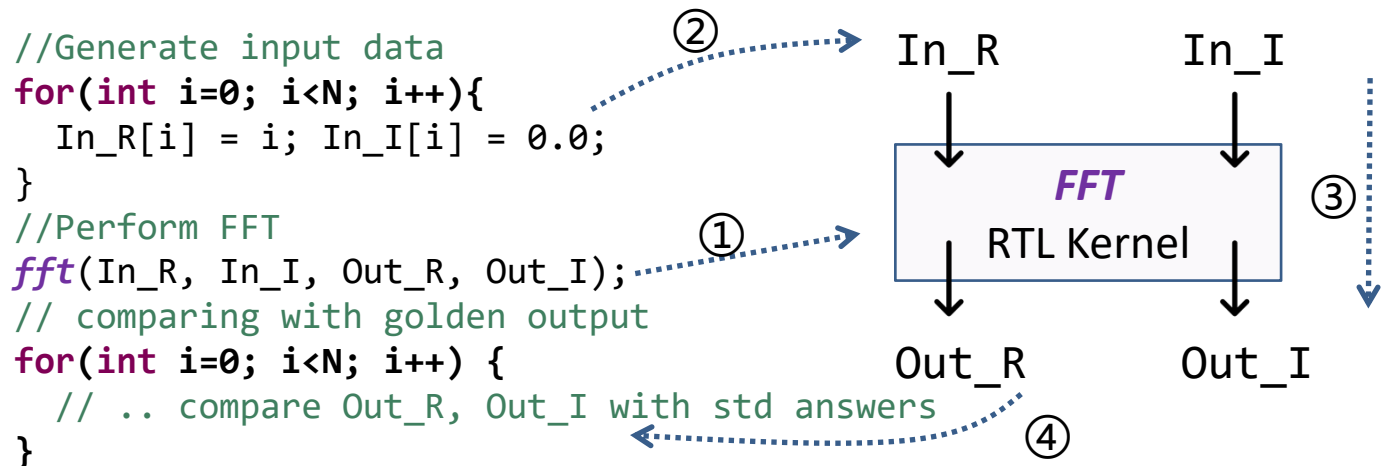 //Generate input data
for(int i=0; i<N; i++){
  In_R[i] = i; In_I[i] = 0.0;
}
//Perform FFT
fft(In_R, In_I, Out_R, Out_I);
// comparing with golden output
for(int i=0; i<N; i++) {
  // .. compare Out_R, Out_I with std answers
}
②
①
In_R In_I
FFT
RTL Kernel
③
Out_R Out_I
④